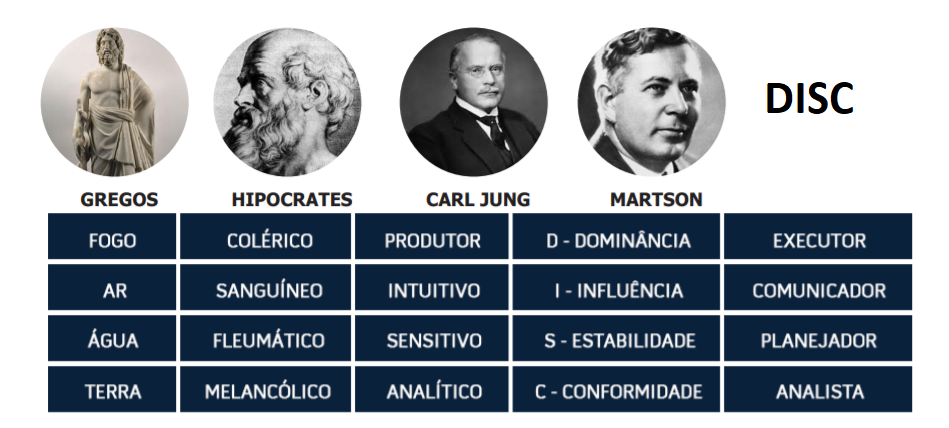 DISC
GREGOS HIPOCRATES CARL JUNG MARTSON
FOGO COLÉRICO PRODUTOR D - DOMINÂNCIA EXECUTOR
AR SANGUÍNEO INTUITIVO I - INFLUÊNCIA COMUNICADOR
ÁGUA FLEUMÁTICO SENSITIVO S - ESTABILIDADE PLANEJADOR
TERRA MELANCÓLICO ANALÍTICO C - CONFORMIDADE ANALISTA